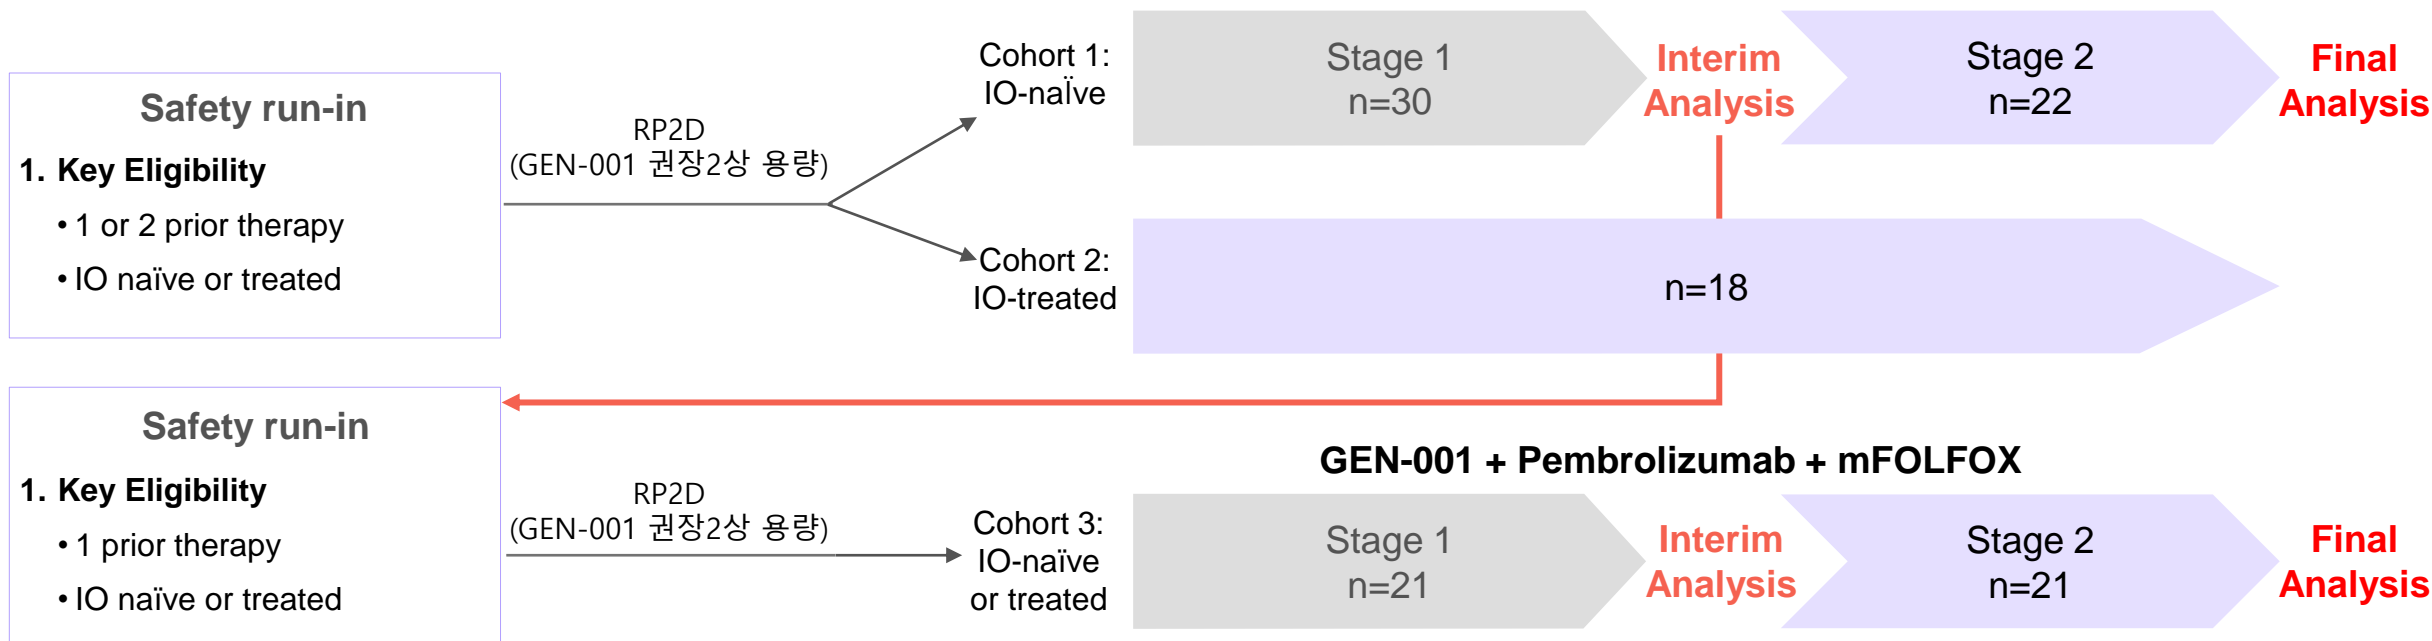 Safety run-in
1. Key Eligibility
• 1 or 2 prior therapy
• IO naïve or treated
RP2D
(GEN-001 권장2상 용량)
Cohort 1:
IO-naÏve
Stage 1
n=30
Interim
Analysis
Stage 2
n=22
Final
Analysis
Cohort 2:
IO-treated
n=18
Safety run-in
1. Key Eligibility
• 1 prior therapy
• IO naïve or treated
RP2D
(GEN-001 권장2상 용량)
Cohort 3:
IO-naïve
or treated
GEN-001 + Pembrolizumab + mFOLFOX
Stage 1
n=21
Interim
Analysis
Stage 2
n=21
Final
Analysis